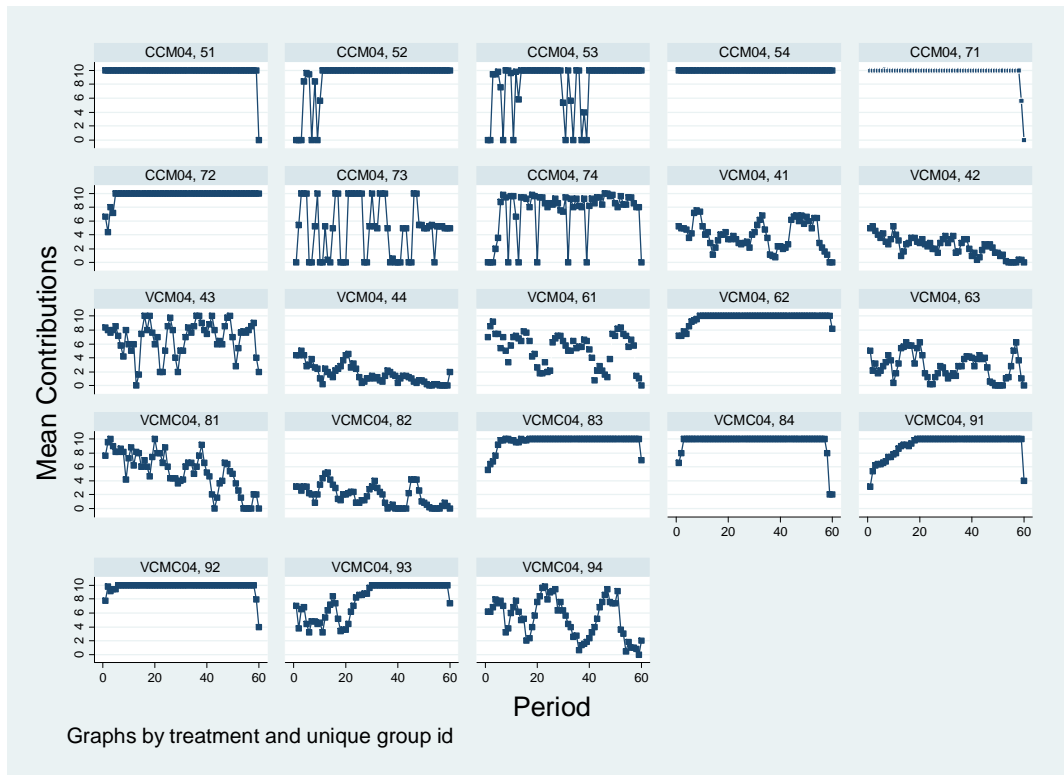 Mean Contributions
CCM04, 51
CCM04, 52
CCM04, 53
CCM04, 54
CCM04, 71
0 2 4 6 8 10
CCM04, 72
CCM04, 73
CCM04, 74
VCM04, 41
VCM04, 42
0 2 4 6 8 10
VCM04, 43
VCM04, 44
VCM04, 61
VCM04, 62
VCM04, 63
0 2 4 6 8 10
VCMC04, 81
VCMC04, 82
VCMC04, 83
VCMC04, 84
VCMC04, 91
0 2 4 6 8 10
0 20 40 60
0 20 40 60
VCMC04, 92
VCMC04, 93
VCMC04, 94
0 2 4 6 8 10
0 20 40 60
0 20 40 60
0 20 40 60
Period
Graphs by treatment and unique group id